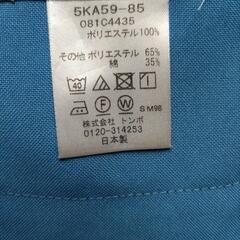 5KA59-85
081C4435
ポリエステル100%
その他 ポリエステル 65%
綿 35%
40
SM98
株式会社 トンボ
0120-314253
日本製